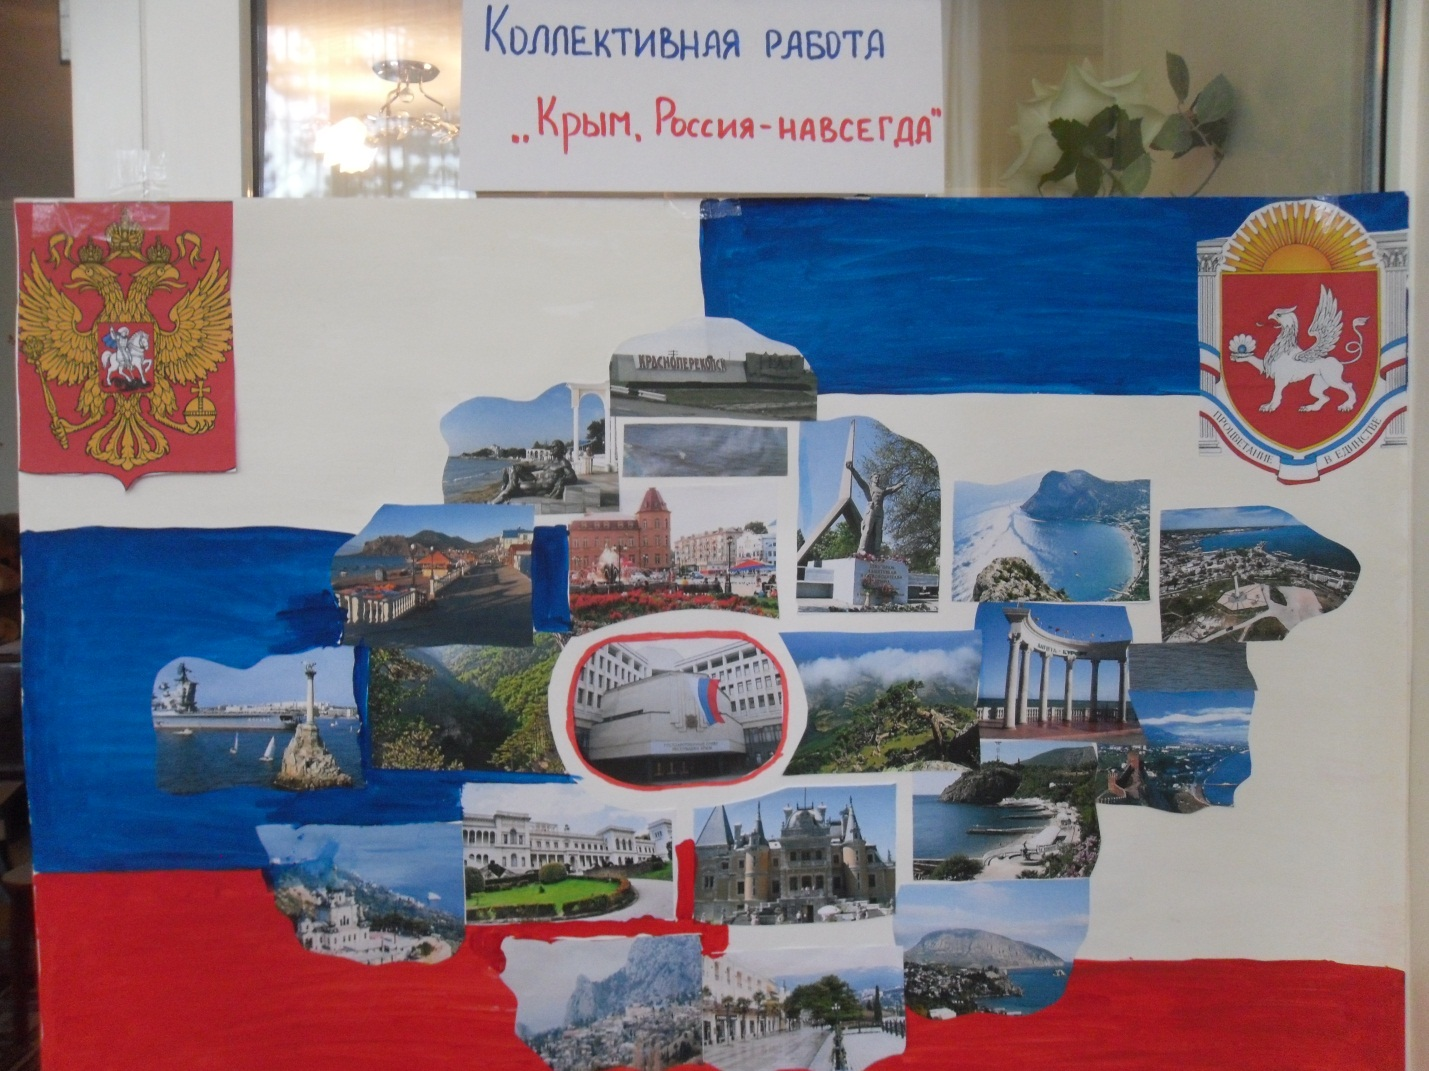 Коллективная работа
„Крым, Россия-навсегда"
КРАСНОПЕРЕКОПСК
ПРОЦВЕТАНИЕ В ЕДИНСТВЕ